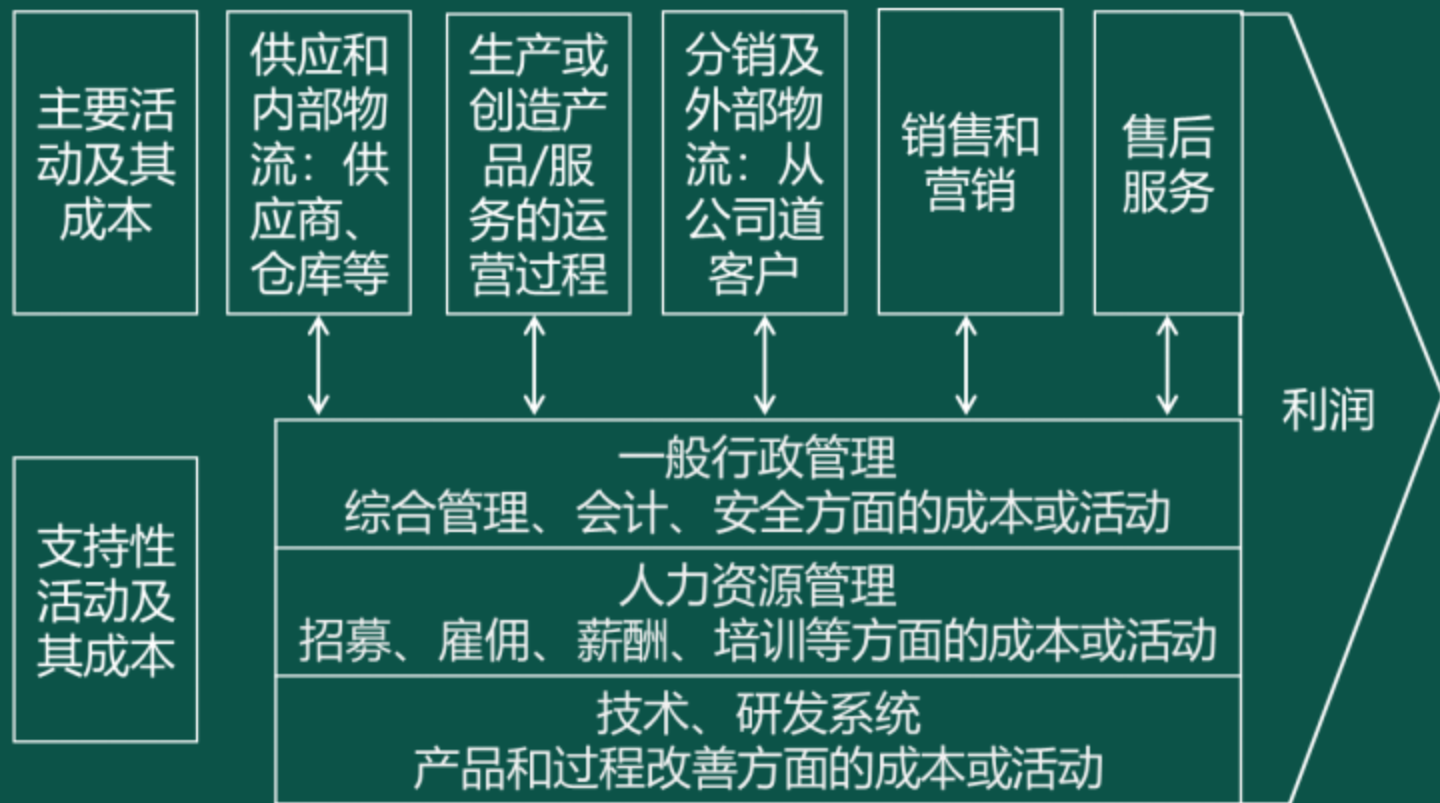 主要活
动及其
成本
供应和
内部物
流：供
应商、
仓库等
生产或
创造产
品/服
务的运
营过程
分销及
外部物
流：从
公司道
客户
销售和
营销
售后
服务
利润
支持性
活动及
其成本
一般行政管理
综合管理、会计、安全方面的成本或活动
人力资源管理
招募、雇佣、薪酬、培训等方面的成本或活动
技术、研发系统
产品和过程改善方面的成本或活动